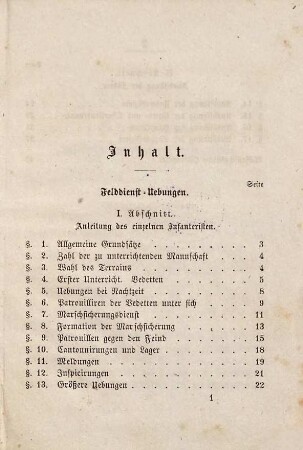 Inhalt.
Felddienst-Uebungen.
Seite
I. Abschnitt.
Anleitung des einzelnen Infanteristen.
§. 1. Allgemeine Grundsätze . . . . . . 3
§. 2. Zahl der zu unterrichtenden Mannschaft . . 4
§. 3. Wahl des Terrains . . . . . . . 4
§. 4. Erster Unterricht. Vedetten . . . . . 4
§. 5. Uebungen bei Nachtzeit . . . . . . 8
§. 6. Patrouilliren der Vedetten unter sich . . . 9
§. 7. Marschsicherungsdienst . . . . . . 11
§. 8. Formation der Marschsicherung . . . . 13
§. 9. Patrouillen gegen den Feind . . . . . 15
§. 10. Cantonnirungen und Lager . . . . . 18
§. 11. Meldungen . . . . . . . . . 19
§. 12. Inspicirungen . . . . . . . . 21
§. 13. Größere Uebungen . . . . . . . 22
1